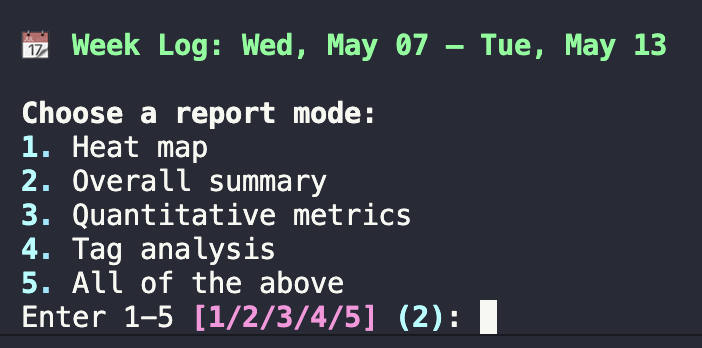 📅 Week Log: Wed, May 07 – Tue, May 13
Choose a report mode:
1. Heat map
2. Overall summary
3. Quantitative metrics
4. Tag analysis
5. All of the above
Enter 1–5 [1/2/3/4/5] (2):